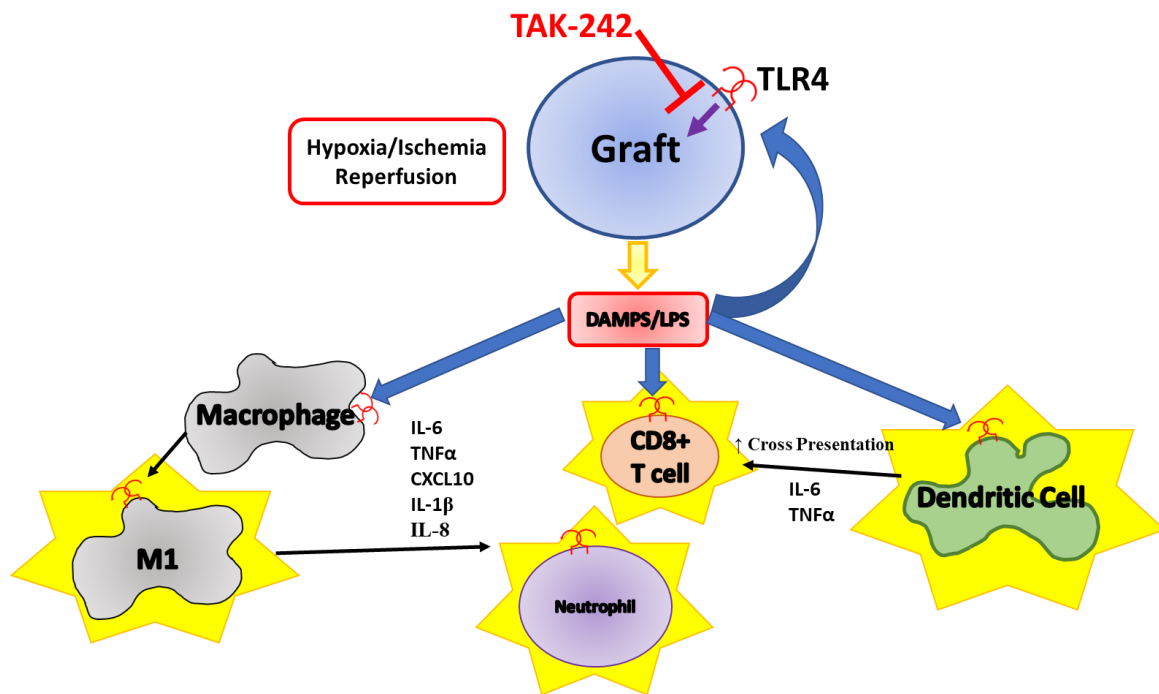 TAK-242
TLR4
Hypoxia/Ischemia
Reperfusion
Graft
DAMPS/LPS
Macrophage
IL-6
TNFα
CXCL10
IL-1β
IL-8
CD8+
T cell
↑ Cross Presentation
IL-6
TNFα
Dendritic Cell
M1
Neutrophil